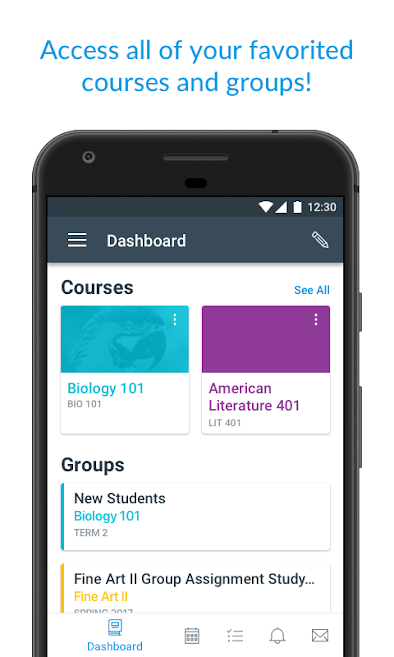 Access all of your favorited
courses and groups!
12:30
Dashboard
Courses
See All
Biology 101
BIO 101
American
Literature 401
LIT 401
Groups
New Students
Biology 101
TERM 2
Fine Art II Group Assignment Study...
Fine Art II
SPRING 2017
Dashboard